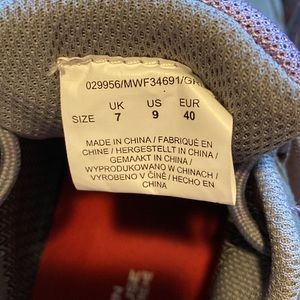 029956/MWF34691/GR
UK US EUR
SIZE 7 9 40
MADE IN CHINA / FABRIQUÉ EN
CHINE / HERGESTELLT IN CHINA /
GEMAAKT IN CHINA /
WYPRODUKOWANO W CHINACH /
VYROBENO V ČÍNĚ / HECHO EN
CHINA